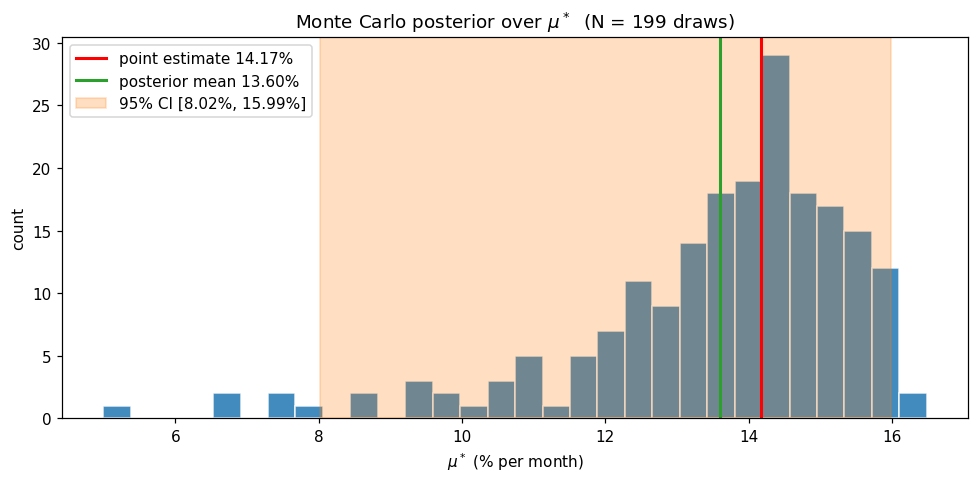 Monte Carlo posterior over μ* (N = 199 draws)
point estimate 14.17%
posterior mean 13.60%
95% CI [8.02%, 15.99%]
count
30
25
20
15
10
5
0
6 8 10 12 14 16
μ* (% per month)